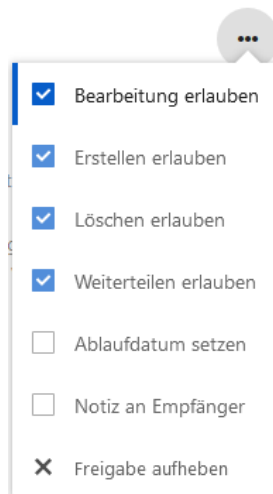 Bearbeitung erlauben
Erstellen erlauben
Löschen erlauben
Weiterteilen erlauben
Ablaufdatum setzen
Notiz an Empfänger
Freigabe aufheben